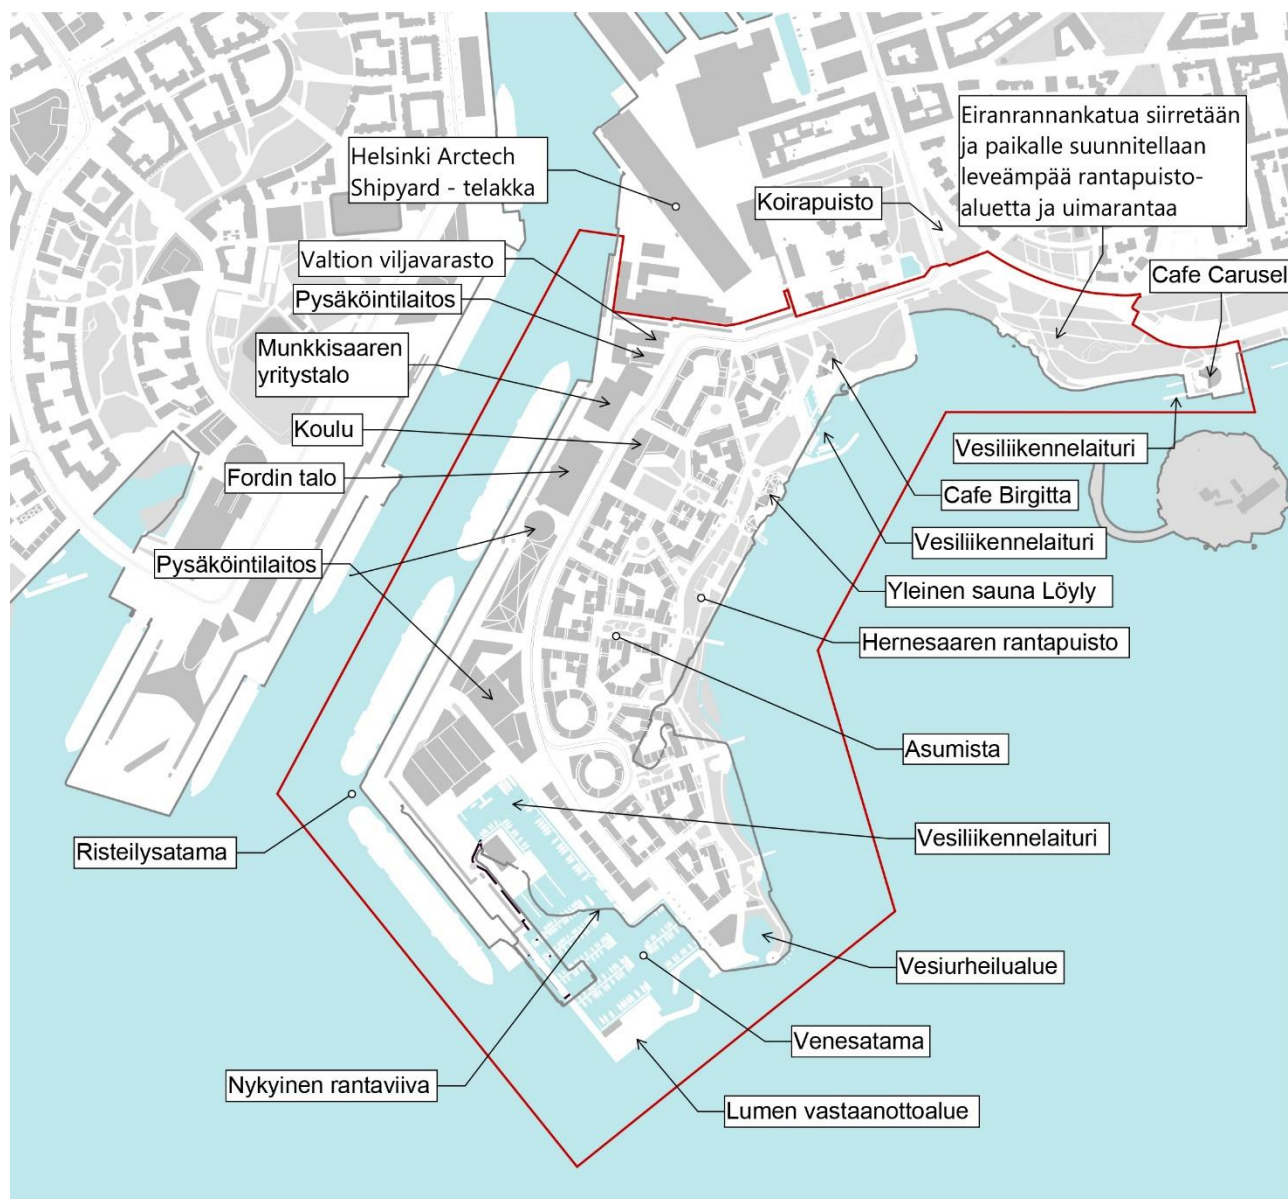 Eiranrannankatua siirretään
ja paikalle suunnitellaan
leveämpää rantapuisto-
aluetta ja uimarantaa
Helsinki Arctech
Shipyard - telakka
Koirapuisto
Valtion viljavarasto
Cafe Carusel
Pysäköintilaitos
Munkkisaaren
yritystalo
Koulu
Vesiliikennelaituri
Fordin talo
Cafe Birgitta
Vesiliikennelaituri
Pysäköintilaitos
Yleinen sauna Löyly
Hernesaaren rantapuisto
Asumista
Vesiliikennelaituri
Risteilysatama
Vesiurheilualue
Venesatama
Nykyinen rantaviiva
Lumen vastaanottoalue